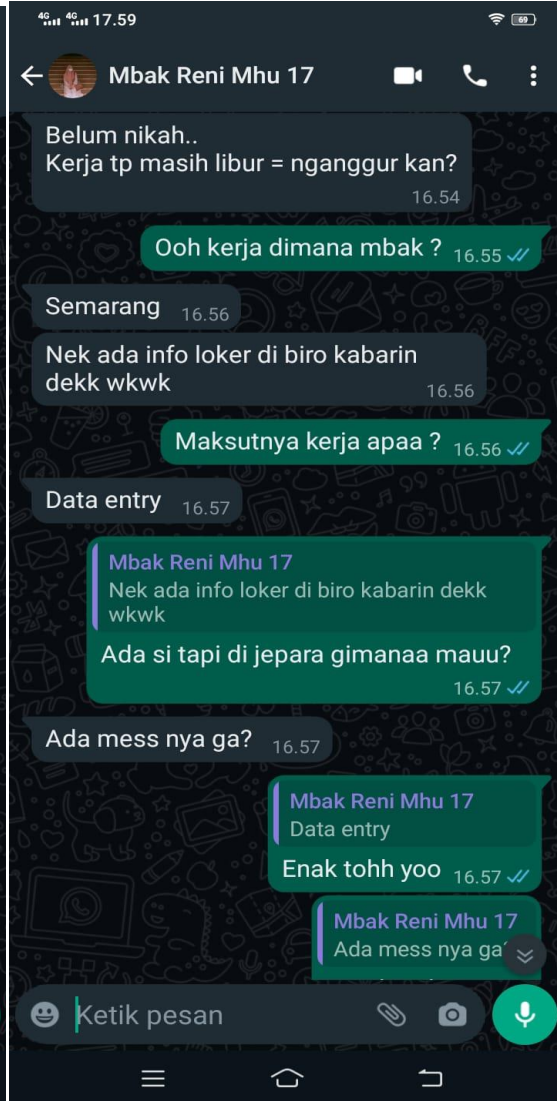 4G 4G 17.59 69
Mbak Reni Mhu 17
Belum nikah..
Kerja tp masih libur = nganggur kan?
16.54
Ooh kerja dimana mbak ? 16.55
Semarang 16.56
Nek ada info loker di biro kabarin
dekk wkwk 16.56
Maksutnya kerja apaa ? 16.56
Data entry 16.57
Mbak Reni Mhu 17
Nek ada info loker di biro kabarin dekk
wkwk
Ada si tapi di jepara gimanaa mauu?
16.57
Ada mess nya ga? 16.57
Mbak Reni Mhu 17
Data entry
Enak tohh yoo 16.57
Mbak Reni Mhu 17
Ada mess nya ga
Ketik pesan